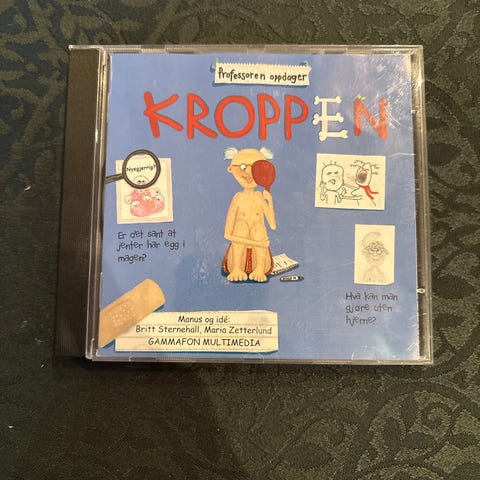 Professoren oppdager
KROPPEN
Nysgjerrig?
Er det sant at
jenter har egg i
magen?
Hva kan man
gjøre uten
hjerne?
Manus og idé:
Britt Sternehäll, Maria Zetterlund
GAMMAFON MULTIMEDIA